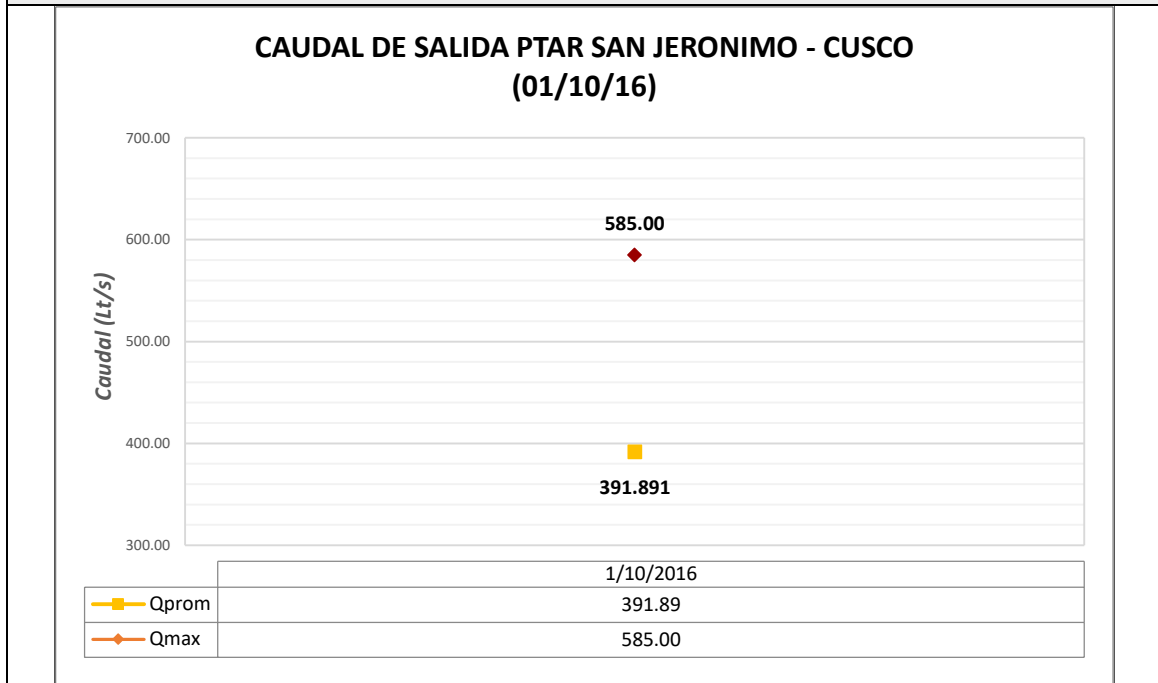 CAUDAL DE SALIDA PTAR SAN JERONIMO - CUSCO
(01/10/16)
700.00
600.00
500.00
400.00
300.00
Caudal (Lt/s)
585.00
391.891
1/10/2016
Qprom 391.89
Qmax 585.00